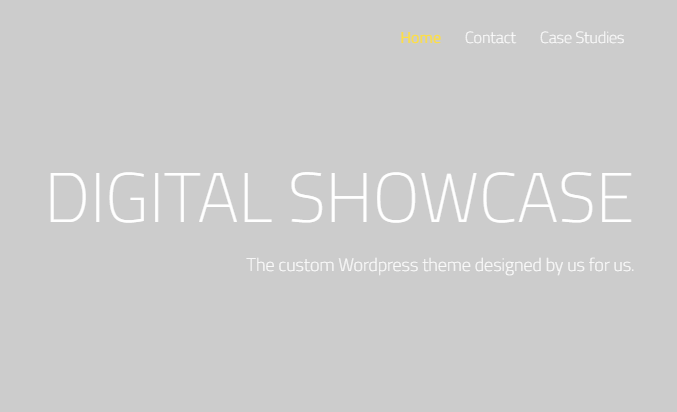 Home Contact Case Studies
DIGITAL SHOWCASE
The custom Wordpress theme designed by us for us.